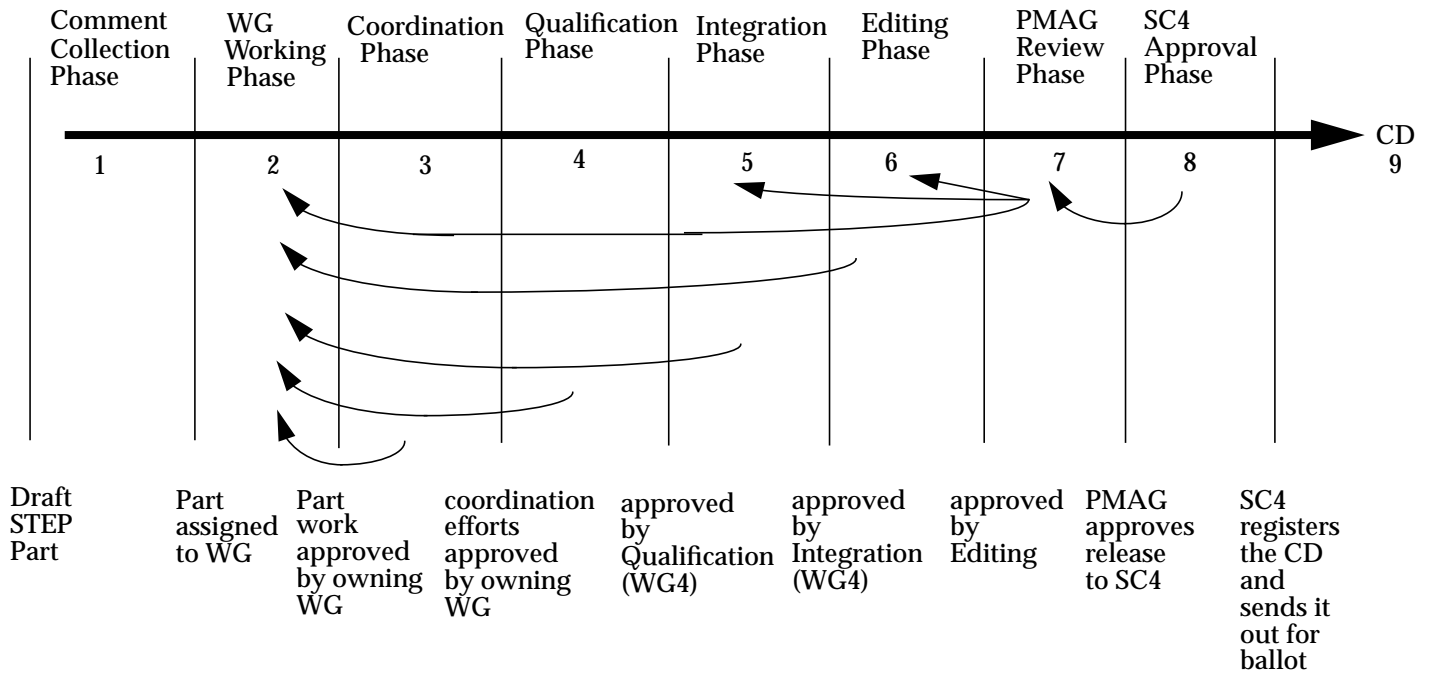 Comment
Collection
Phase
WG
Working
Phase
Coordination
Phase
Qualification
Phase
Integration
Phase
Editing
Phase
PMAG
Review
Phase
SC4
Approval
Phase
CD
1
2
3
4
5
6
7
8
9
Draft
STEP
Part
Part
assigned
to WG
Part
work
approved
by owning
WG
coordination
efforts
approved
by owning
WG
approved
by
Qualification
(WG4)
approved
by
Integration
(WG4)
approved
by
Editing
PMAG
approves
release
to SC4
SC4
registers
the CD
and
sends it
out for
ballot